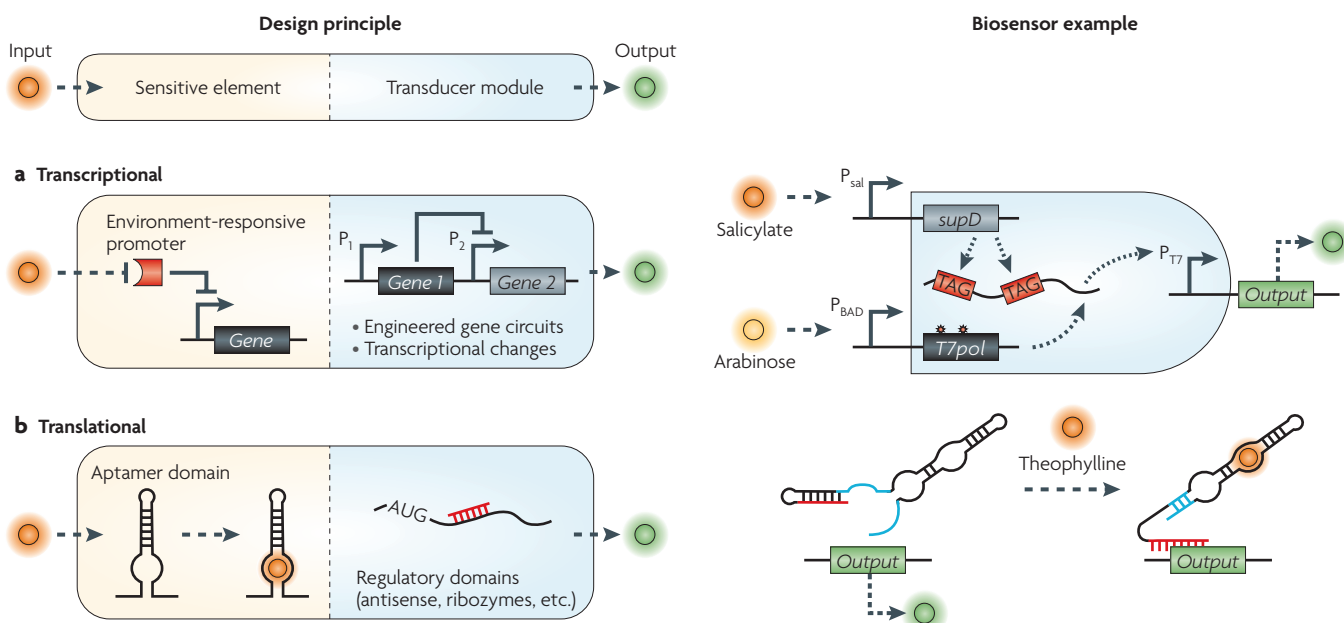 Design principle
Biosensor example
Input
Output
Sensitive element
Transducer module
a Transcriptional
Environment-responsive
promoter
Gene
P1
P2
Gene 1
Gene 2
• Engineered gene circuits
• Transcriptional changes
Salicylate
Psal
supD
TAG
TAG
PT7
Output
Arabinose
PBAD
T7pol
b Translational
Aptamer domain
AUG
Regulatory domains
(antisense, ribozymes, etc.)
Theophylline
Output
Output